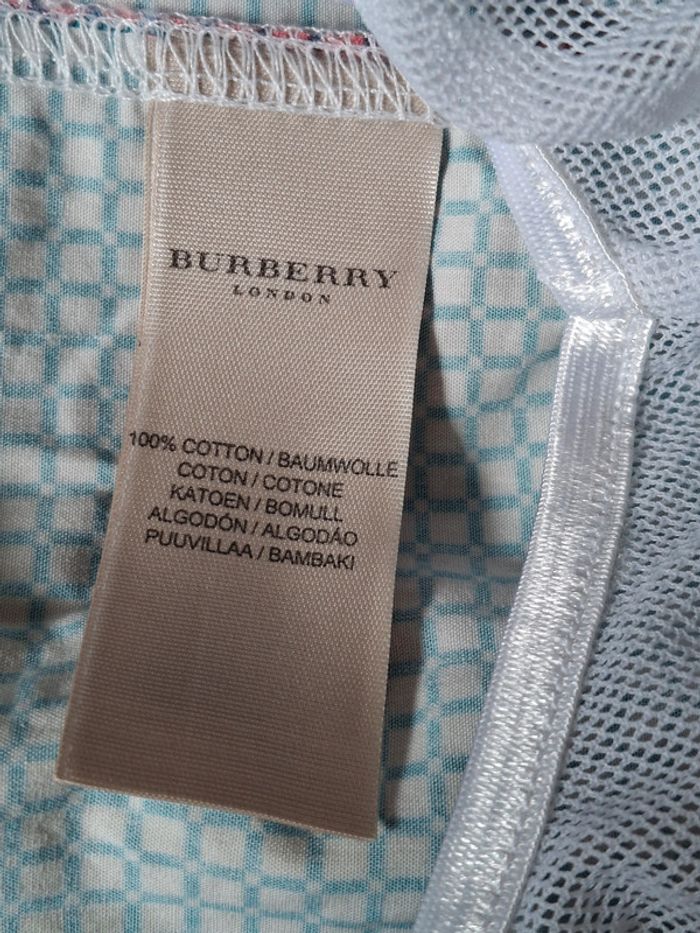 BURBERRY
LONDON
100% COTTON / BAUMWOLLE
COTON / COTONE
KATOEN / BOMULL
ALGODÓN / ALGODÃO
PUUVILLAA / BAMBAKI